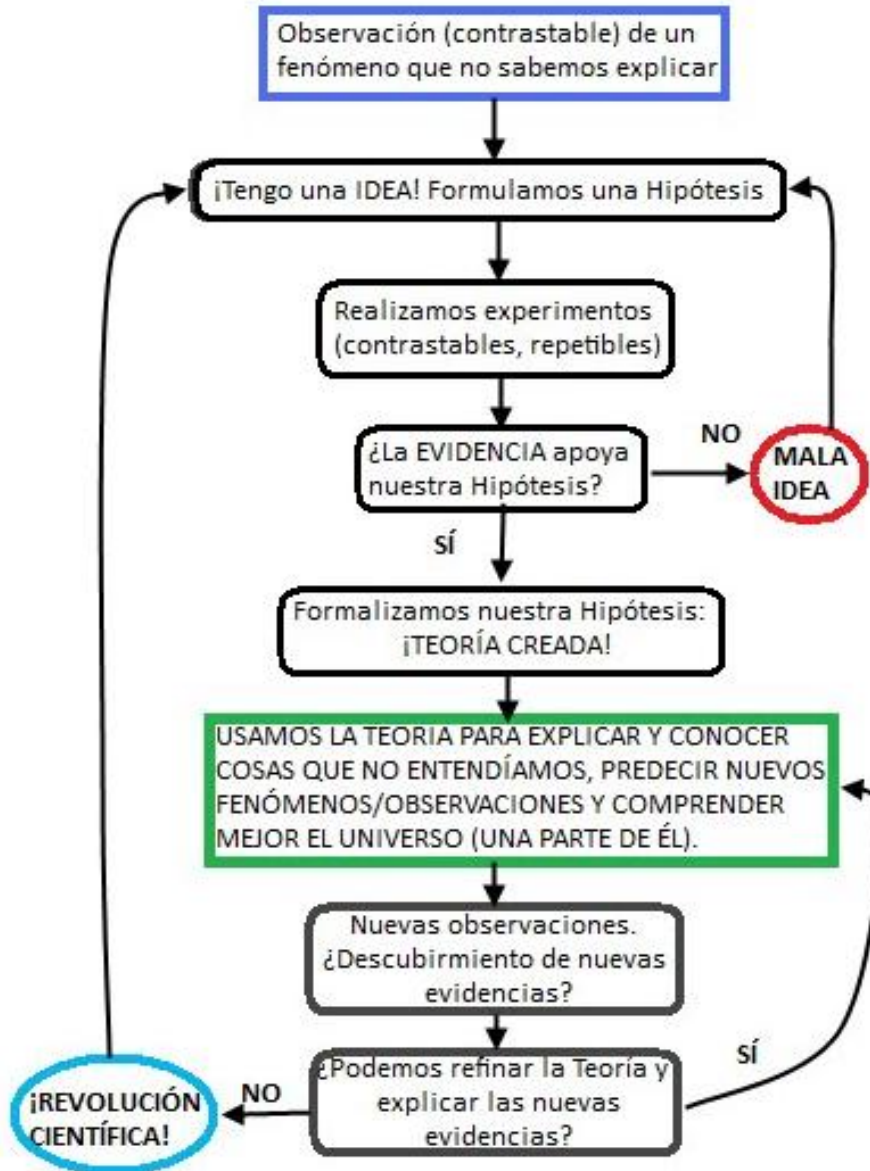 Observación (contrastable) de un
fenómeno que no sabemos explicar
¡Tengo una IDEA! Formulamos una Hipótesis
Realizamos experimentos
(contrastables, repetibles)
¿La EVIDENCIA apoya
nuestra Hipótesis?
NO
MALA
IDEA
SÍ
Formalizamos nuestra Hipótesis:
¡TEORÍA CREADA!
USAMOS LA TEORIA PARA EXPLICAR Y CONOCER
COSAS QUE NO ENTENDÍAMOS, PREDECIR NUEVOS
FENÓMENOS/OBSERVACIONES Y COMPRENDER
MEJOR EL UNIVERSO (UNA PARTE DE ÉL).
Nuevas observaciones.
¿Descubirmiento de nuevas
evidencias?
¿Podemos refinar la Teoría y
explicar las nuevas
evidencias?
SÍ
NO
¡REVOLUCIÓN
CIENTÍFICA!